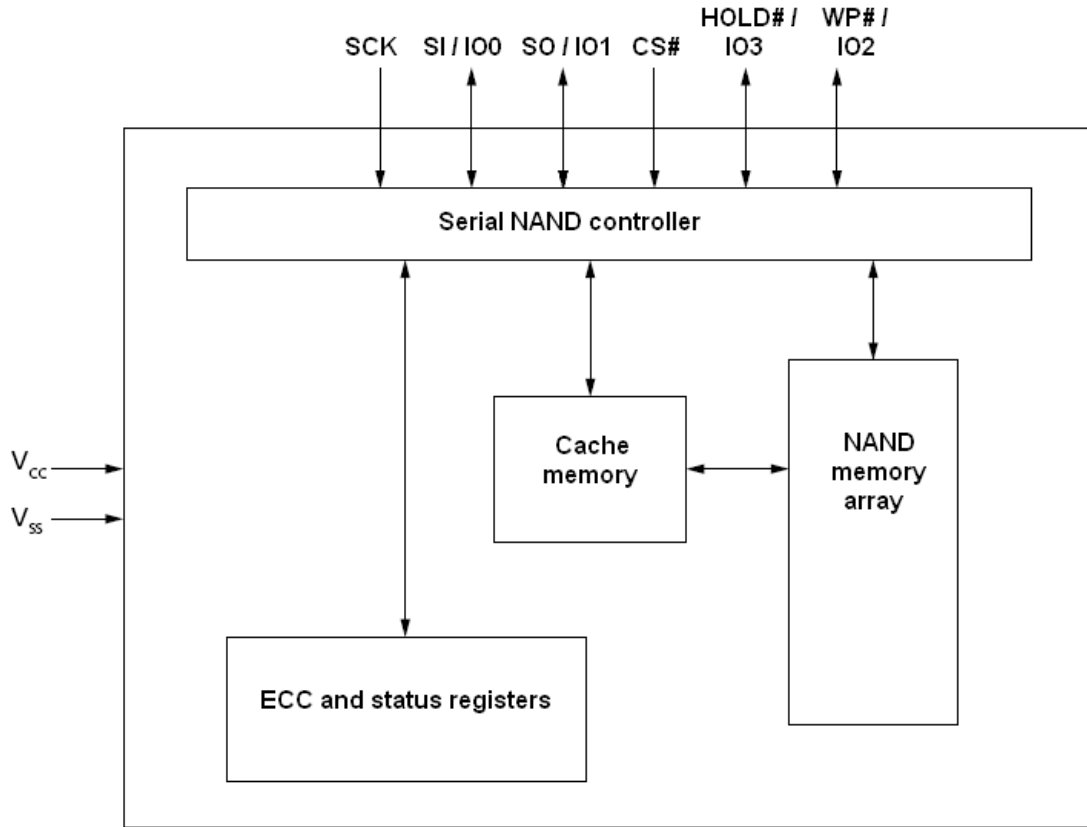 HOLD# / WP# /
SCK SI / IO0 SO / IO1 CS# IO3 IO2
Serial NAND controller
Cache
memory
NAND
memory
array
Vcc
Vss
ECC and status registers